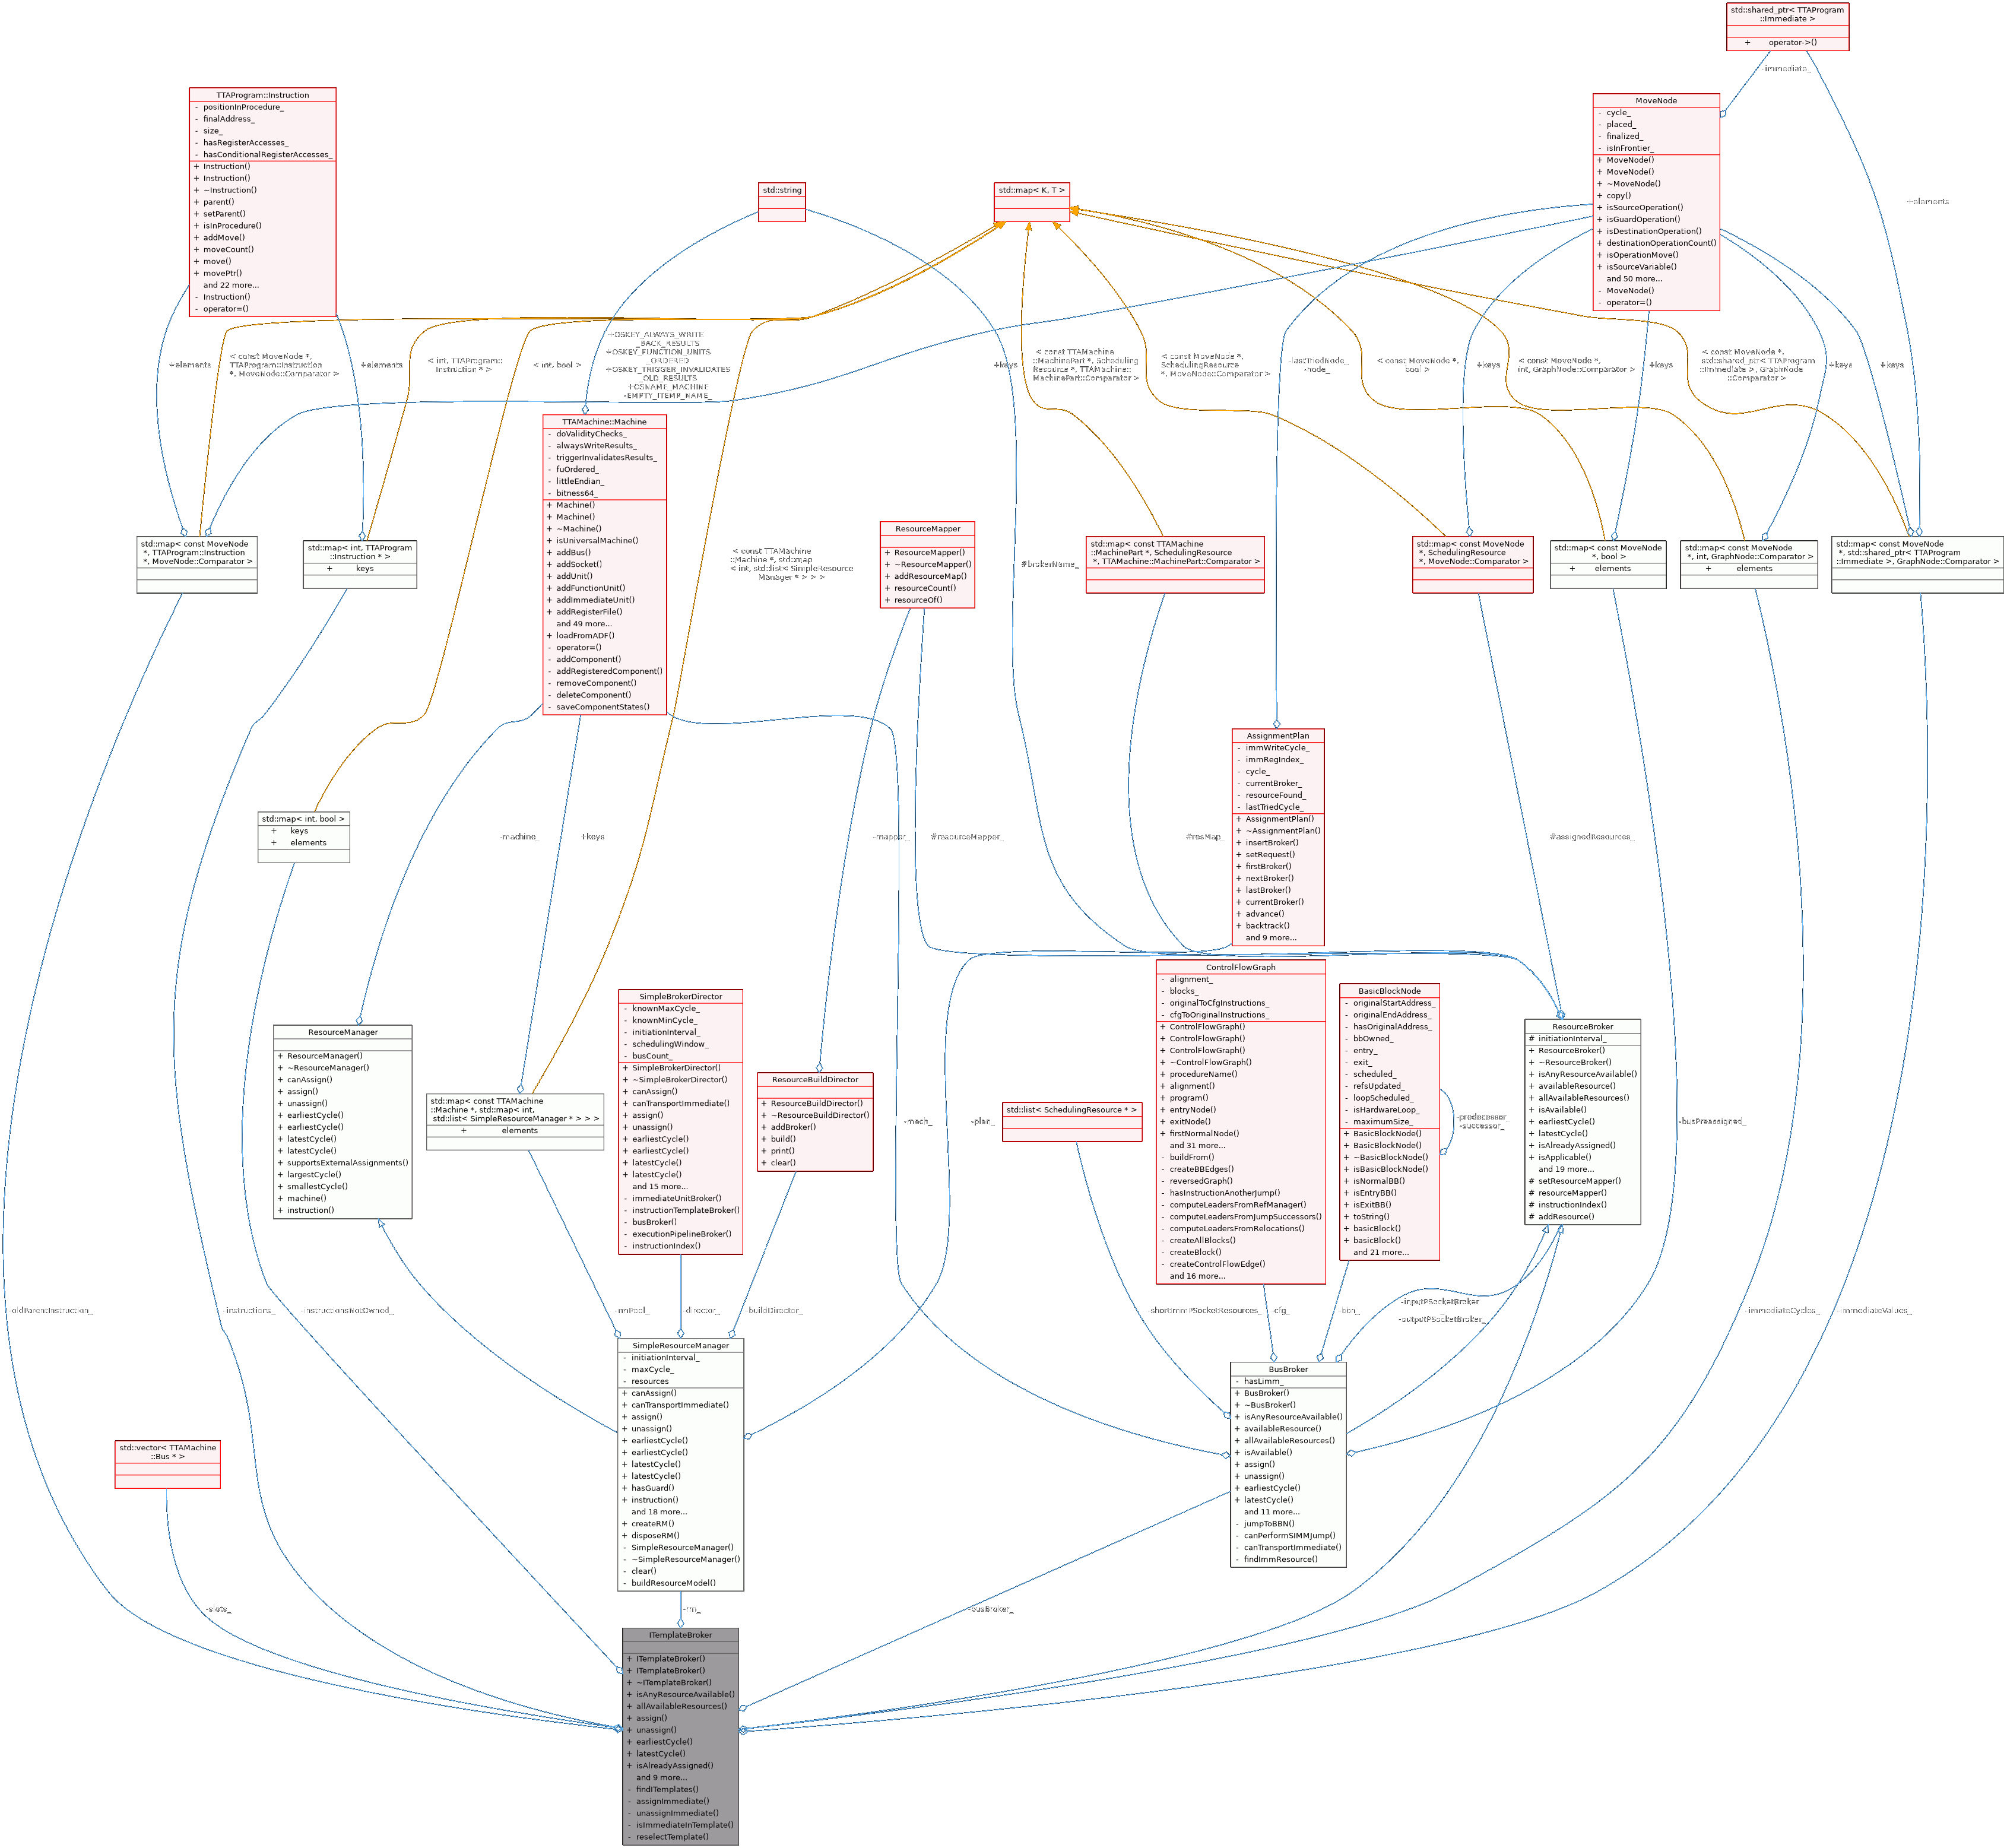 std::shared_ptr< TTAProgram
::Immediate >
+ operator->()
-immediate_
TTAProgram::Instruction
- positionInProcedure_
- finalAddress_
- size_
- hasRegisterAccesses_
- hasConditionalRegisterAccesses_
+ Instruction()
+ Instruction()
+ ~Instruction()
+ parent()
+ setParent()
+ isInProcedure()
+ addMove()
+ moveCount()
+ move()
+ movePtr()
and 22 more...
- Instruction()
- operator=()
MoveNode
- cycle_
- placed_
- finalized_
- isInFrontier_
+ MoveNode()
+ MoveNode()
+ ~MoveNode()
+ copy()
+ isSourceOperation()
+ isGuardOperation()
+ isDestinationOperation()
+ destinationOperationCount()
+ isOperationMove()
+ isSourceVariable()
and 50 more...
- MoveNode()
- operator=()
std::string
std::map< K, T >
+elements
+elements
< const MoveNode *,
TTAProgram::Instruction
*, MoveNode::Comparator >
+elements
< int, TTAProgram::
Instruction * >
< int, bool >
+OSKEY_ALWAYS_WRITE
_BACK_RESULTS
+OSKEY_FUNCTION_UNITS
_ORDERED
+OSKEY_TRIGGER_INVALIDATES
_OLD_RESULTS
+OSNAME_MACHINE
-EMPTY_ITEMP_NAME_
+keys
< const TTAMachine
::MachinePart *, Scheduling
Resource *, TTAMachine::
MachinePart::Comparator >
< const MoveNode *,
SchedulingResource
*, MoveNode::Comparator >
-lastTriedNode_
-node_
< const MoveNode *,
bool >
+keys
< const MoveNode *,
int, GraphNode::Comparator >
+keys
< const MoveNode *,
std::shared_ptr< TTAProgram
::Immediate >, GraphNode
::Comparator >
+keys
+keys
TTAMachine::Machine
- doValidityChecks_
- alwaysWriteResults_
- triggerInvalidatesResults_
- fuOrdered_
- littleEndian_
- bitness64_
+ Machine()
+ Machine()
+ ~Machine()
+ isUniversalMachine()
+ addBus()
+ addSocket()
+ addUnit()
+ addFunctionUnit()
+ addImmediateUnit()
+ addRegisterFile()
and 49 more...
+ loadFromADF()
- operator=()
- addComponent()
- addRegisteredComponent()
- removeComponent()
- deleteComponent()
- saveComponentStates()
std::map< const MoveNode
*, TTAProgram::Instruction
*, MoveNode::Comparator >
std::map< int, TTAProgram
::Instruction * >
+ keys
< const TTAMachine
::Machine *, std::map
< int, std::list< SimpleResource
Manager * > > >
ResourceMapper
+ ResourceMapper()
+ ~ResourceMapper()
+ addResourceMap()
+ resourceCount()
+ resourceOf()
#brokerName_
std::map< const TTAMachine
::MachinePart *, SchedulingResource
*, TTAMachine::MachinePart::Comparator >
std::map< const MoveNode
*, SchedulingResource
*, MoveNode::Comparator >
std::map< const MoveNode
*, bool >
+ elements
std::map< const MoveNode
*, int, GraphNode::Comparator >
+ elements
std::map< const MoveNode
*, std::shared_ptr< TTAProgram
::Immediate >, GraphNode::Comparator >
AssignmentPlan
- immWriteCycle_
- immRegIndex_
- cycle_
- currentBroker_
- resourceFound_
- lastTriedCycle_
+ AssignmentPlan()
+ ~AssignmentPlan()
+ insertBroker()
+ setRequest()
+ firstBroker()
+ nextBroker()
+ lastBroker()
+ currentBroker()
+ advance()
+ backtrack()
and 9 more...
std::map< int, bool >
+ keys
+ elements
-machine_
+keys
-mapper_
#resourceMapper_
#resMap_
#assignedResources_
ControlFlowGraph
- alignment_
- blocks_
- originalToCfgInstructions_
- cfgToOriginalInstructions_
+ ControlFlowGraph()
+ ControlFlowGraph()
+ ControlFlowGraph()
+ ~ControlFlowGraph()
+ procedureName()
+ alignment()
+ program()
+ entryNode()
+ exitNode()
+ firstNormalNode()
and 31 more...
- buildFrom()
- createBBEdges()
- reversedGraph()
- hasInstructionAnotherJump()
- computeLeadersFromRefManager()
- computeLeadersFromJumpSuccessors()
- computeLeadersFromRelocations()
- createAllBlocks()
- createBlock()
- createControlFlowEdge()
and 16 more...
BasicBlockNode
- originalStartAddress_
- originalEndAddress_
- hasOriginalAddress_
- bbOwned_
- entry_
- exit_
- scheduled_
- refsUpdated_
- loopScheduled_
- isHardwareLoop_
- maximumSize_
+ BasicBlockNode()
+ BasicBlockNode()
+ ~BasicBlockNode()
+ isBasicBlockNode()
+ isNormalBB()
+ isEntryBB()
+ isExitBB()
+ toString()
+ basicBlock()
+ basicBlock()
and 21 more...
-predecessor_
-successor_
ResourceBroker
# initiationInterval_
+ ResourceBroker()
+ ~ResourceBroker()
+ isAnyResourceAvailable()
+ availableResource()
+ allAvailableResources()
+ isAvailable()
+ earliestCycle()
+ latestCycle()
+ isAlreadyAssigned()
+ isApplicable()
and 19 more...
# setResourceMapper()
# resourceMapper()
# instructionIndex()
# addResource()
ResourceManager
+ ResourceManager()
+ ~ResourceManager()
+ canAssign()
+ assign()
+ unassign()
+ earliestCycle()
+ earliestCycle()
+ latestCycle()
+ latestCycle()
+ supportsExternalAssignments()
+ largestCycle()
+ smallestCycle()
+ machine()
+ instruction()
std::map< const TTAMachine
::Machine *, std::map< int,
std::list< SimpleResourceManager * > > >
+ elements
SimpleBrokerDirector
- knownMaxCycle_
- knownMinCycle_
- initiationInterval_
- schedulingWindow_
- busCount_
+ SimpleBrokerDirector()
+ ~SimpleBrokerDirector()
+ canAssign()
+ canTransportImmediate()
+ assign()
+ unassign()
+ earliestCycle()
+ earliestCycle()
+ latestCycle()
+ latestCycle()
and 15 more...
- immediateUnitBroker()
- instructionTemplateBroker()
- busBroker()
- executionPipelineBroker()
- instructionIndex()
ResourceBuildDirector
+ ResourceBuildDirector()
+ ~ResourceBuildDirector()
+ addBroker()
+ build()
+ print()
+ clear()
-mach_
-plan_
std::list< SchedulingResource * >
-busPreassigned_
-oldParentInstruction_
-instructions_
-instructionsNotOwned_
-rmPool_
-director_
-buildDirector_
-shortImmPSocketResources_
-cfg_
-bbn_
-inputPSocketBroker_
-outputPSocketBroker_
-immediateCycles_
-immediateValues_
SimpleResourceManager
- initiationInterval_
- maxCycle_
- resources
+ canAssign()
+ canTransportImmediate()
+ assign()
+ unassign()
+ earliestCycle()
+ earliestCycle()
+ latestCycle()
+ latestCycle()
+ hasGuard()
+ instruction()
and 18 more...
+ createRM()
+ disposeRM()
- SimpleResourceManager()
- ~SimpleResourceManager()
- clear()
- buildResourceModel()
BusBroker
- hasLimm_
+ BusBroker()
+ ~BusBroker()
+ isAnyResourceAvailable()
+ availableResource()
+ allAvailableResources()
+ isAvailable()
+ assign()
+ unassign()
+ earliestCycle()
+ latestCycle()
and 11 more...
- jumpToBBN()
- canPerformSIMMJump()
- canTransportImmediate()
- findImmResource()
std::vector< TTAMachine
::Bus * >
-slots_
-rm_
-busBroker_
ITemplateBroker
+ ITemplateBroker()
+ ITemplateBroker()
+ ~ITemplateBroker()
+ isAnyResourceAvailable()
+ allAvailableResources()
+ assign()
+ unassign()
+ earliestCycle()
+ latestCycle()
+ isAlreadyAssigned()
and 9 more...
- findITemplates()
- assignImmediate()
- unassignImmediate()
- isImmediateInTemplate()
- reselectTemplate()